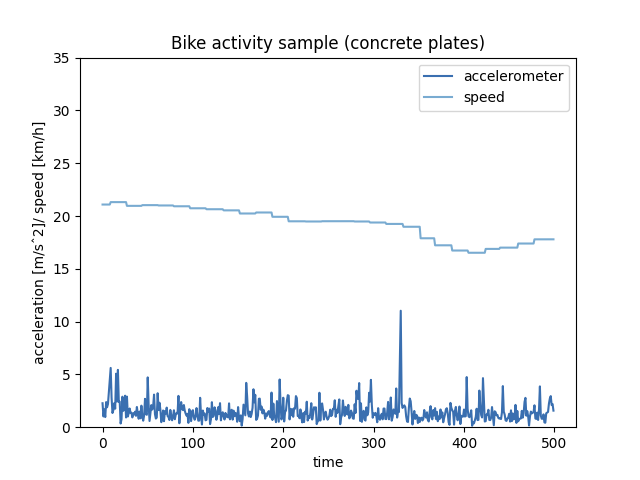 Bike activity sample (concrete plates)
accelerometer
speed
acceleration [m/s^2]/ speed [km/h]
35
30
25
20
15
10
5
0
0 100 200 300 400 500
time